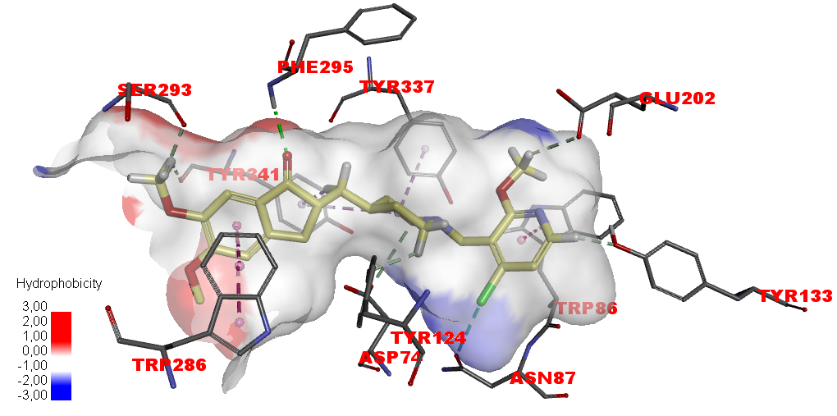 PHE295
SER293
TYR337
GLU202
TYR341
Hydrophobicity
3,00
2,00
1,00
0,00
-1,00
-2,00
-3,00
TYR133
TRP86
TYR124
ASP74
TRP286
ASN87